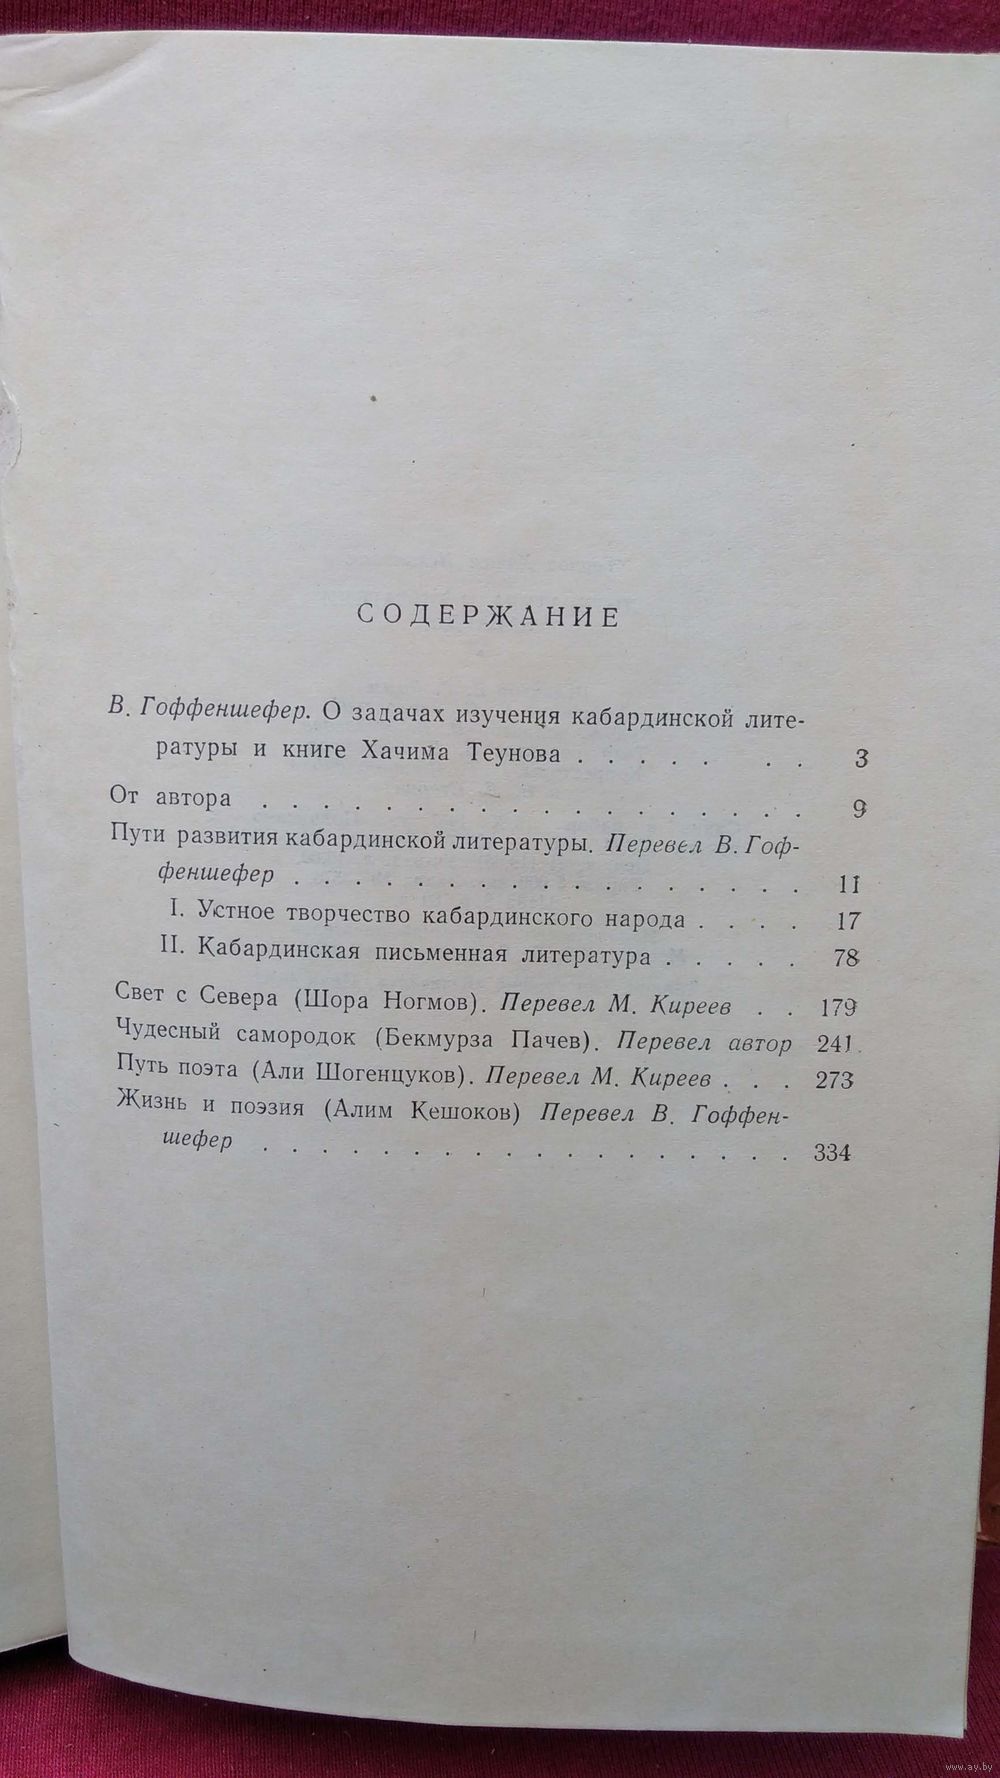 СОДЕРЖАНИЕ
В. Гоффеншефер. О задачах изучения кабардинской лите-
ратуры и книге Хачима Теунова . . . . . . . 3
От автора . . . . . . . . . . . . . . . . . . 9
Пути развития кабардинской литературы. Перевел В. Гоф-
феншефер . . . . . . . . . . . . . . . . . 11
I. Устное творчество кабардинского народа . . . . 17
II. Кабардинская письменная литература . . . . . 78
Свет с Севера (Шора Ногмов). Перевел М. Киреев . . 179
Чудесный самородок (Бекмурза Пачев). Перевел автор 241
Путь поэта (Али Шогенцуков). Перевел М. Киреев . . . 273
Жизнь и поэзия (Алим Кешоков) Перевел В. Гоффен-
шефер . . . . . . . . . . . . . . . . . . 334
www.ay.by